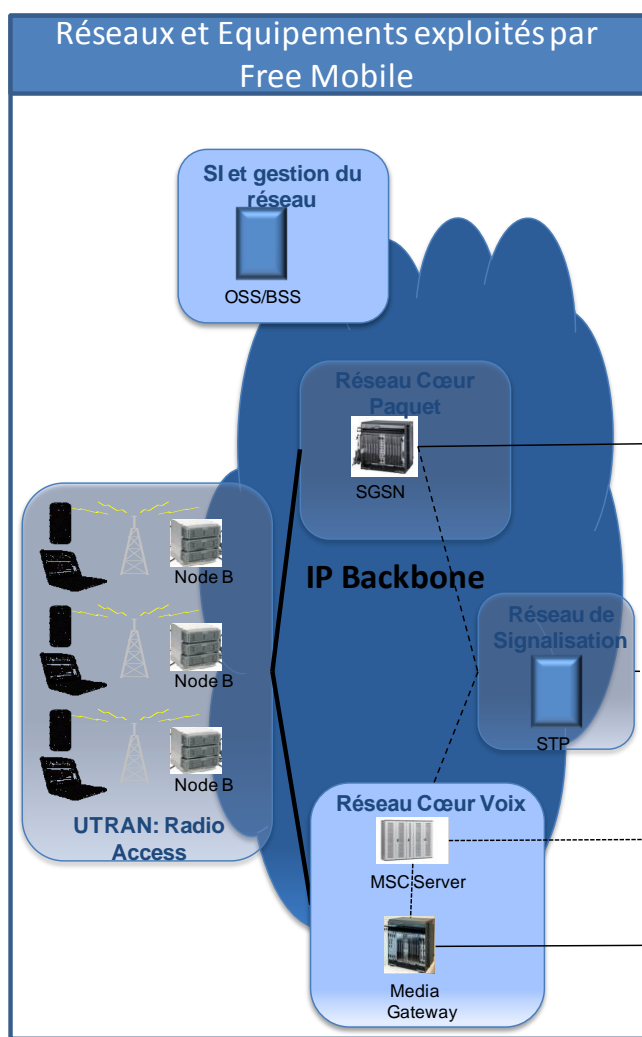 Réseaux et Equipements exploités par
Free Mobile
SI et gestion du
réseau
OSS/BSS
Réseau Cœur
Paquet
SGSN
IP Backbone
Node B
Node B
Node B
UTRAN: Radio
Access
Réseau de
Signalisation
STP
Réseau Cœur Voix
MSC Server
Media
Gateway